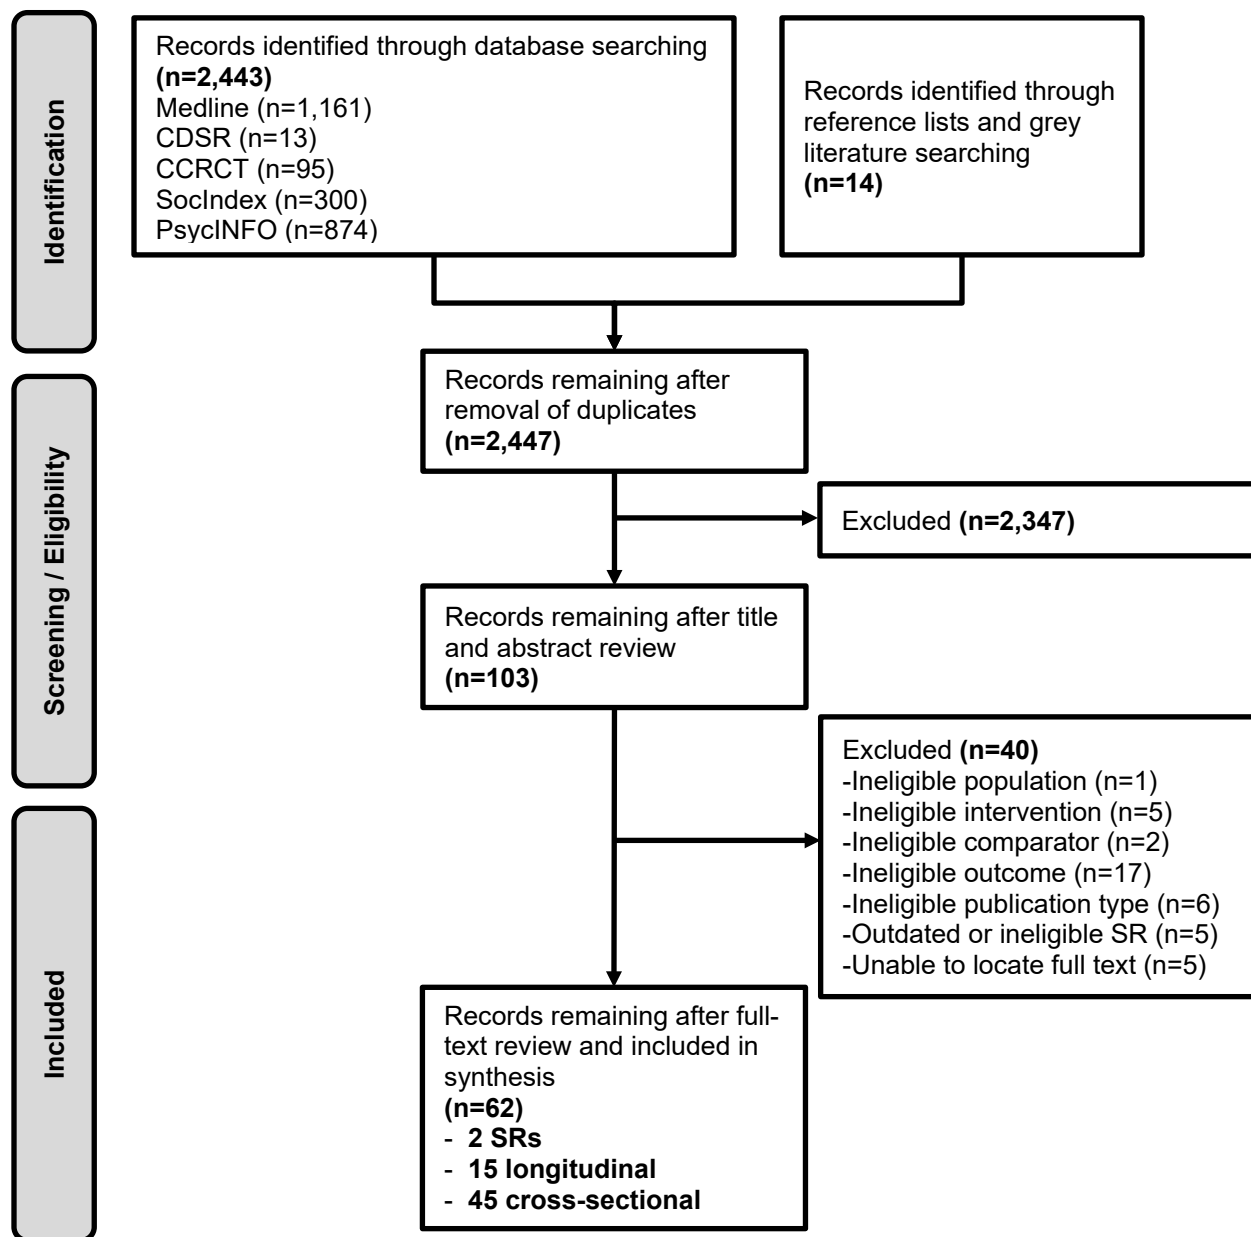 Identification
Records identified through database searching
(n=2,443)
Medline (n=1,161)
CDSR (n=13)
CCRCT (n=95)
SocIndex (n=300)
PsycINFO (n=874)
Records identified through
reference lists and grey
literature searching
(n=14)
Screening / Eligibility
Records remaining after
removal of duplicates
(n=2,447)
Excluded (n=2,347)
Records remaining after title
and abstract review
(n=103)
Excluded (n=40)
-Ineligible population (n=1)
-Ineligible intervention (n=5)
-Ineligible comparator (n=2)
-Ineligible outcome (n=17)
-Ineligible publication type (n=6)
-Outdated or ineligible SR (n=5)
-Unable to locate full text (n=5)
Included
Records remaining after full-
text review and included in
synthesis
(n=62)
- 2 SRs
- 15 longitudinal
- 45 cross-sectional